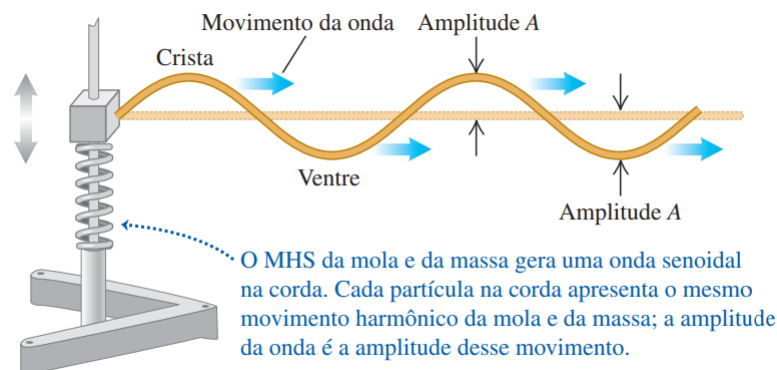 Movimento da onda
Amplitude A
Crista
Ventre
Amplitude A
O MHS da mola e da massa gera uma onda senoidal
na corda. Cada partícula na corda apresenta o mesmo
movimento harmônico da mola e da massa; a amplitude
da onda é a amplitude desse movimento.